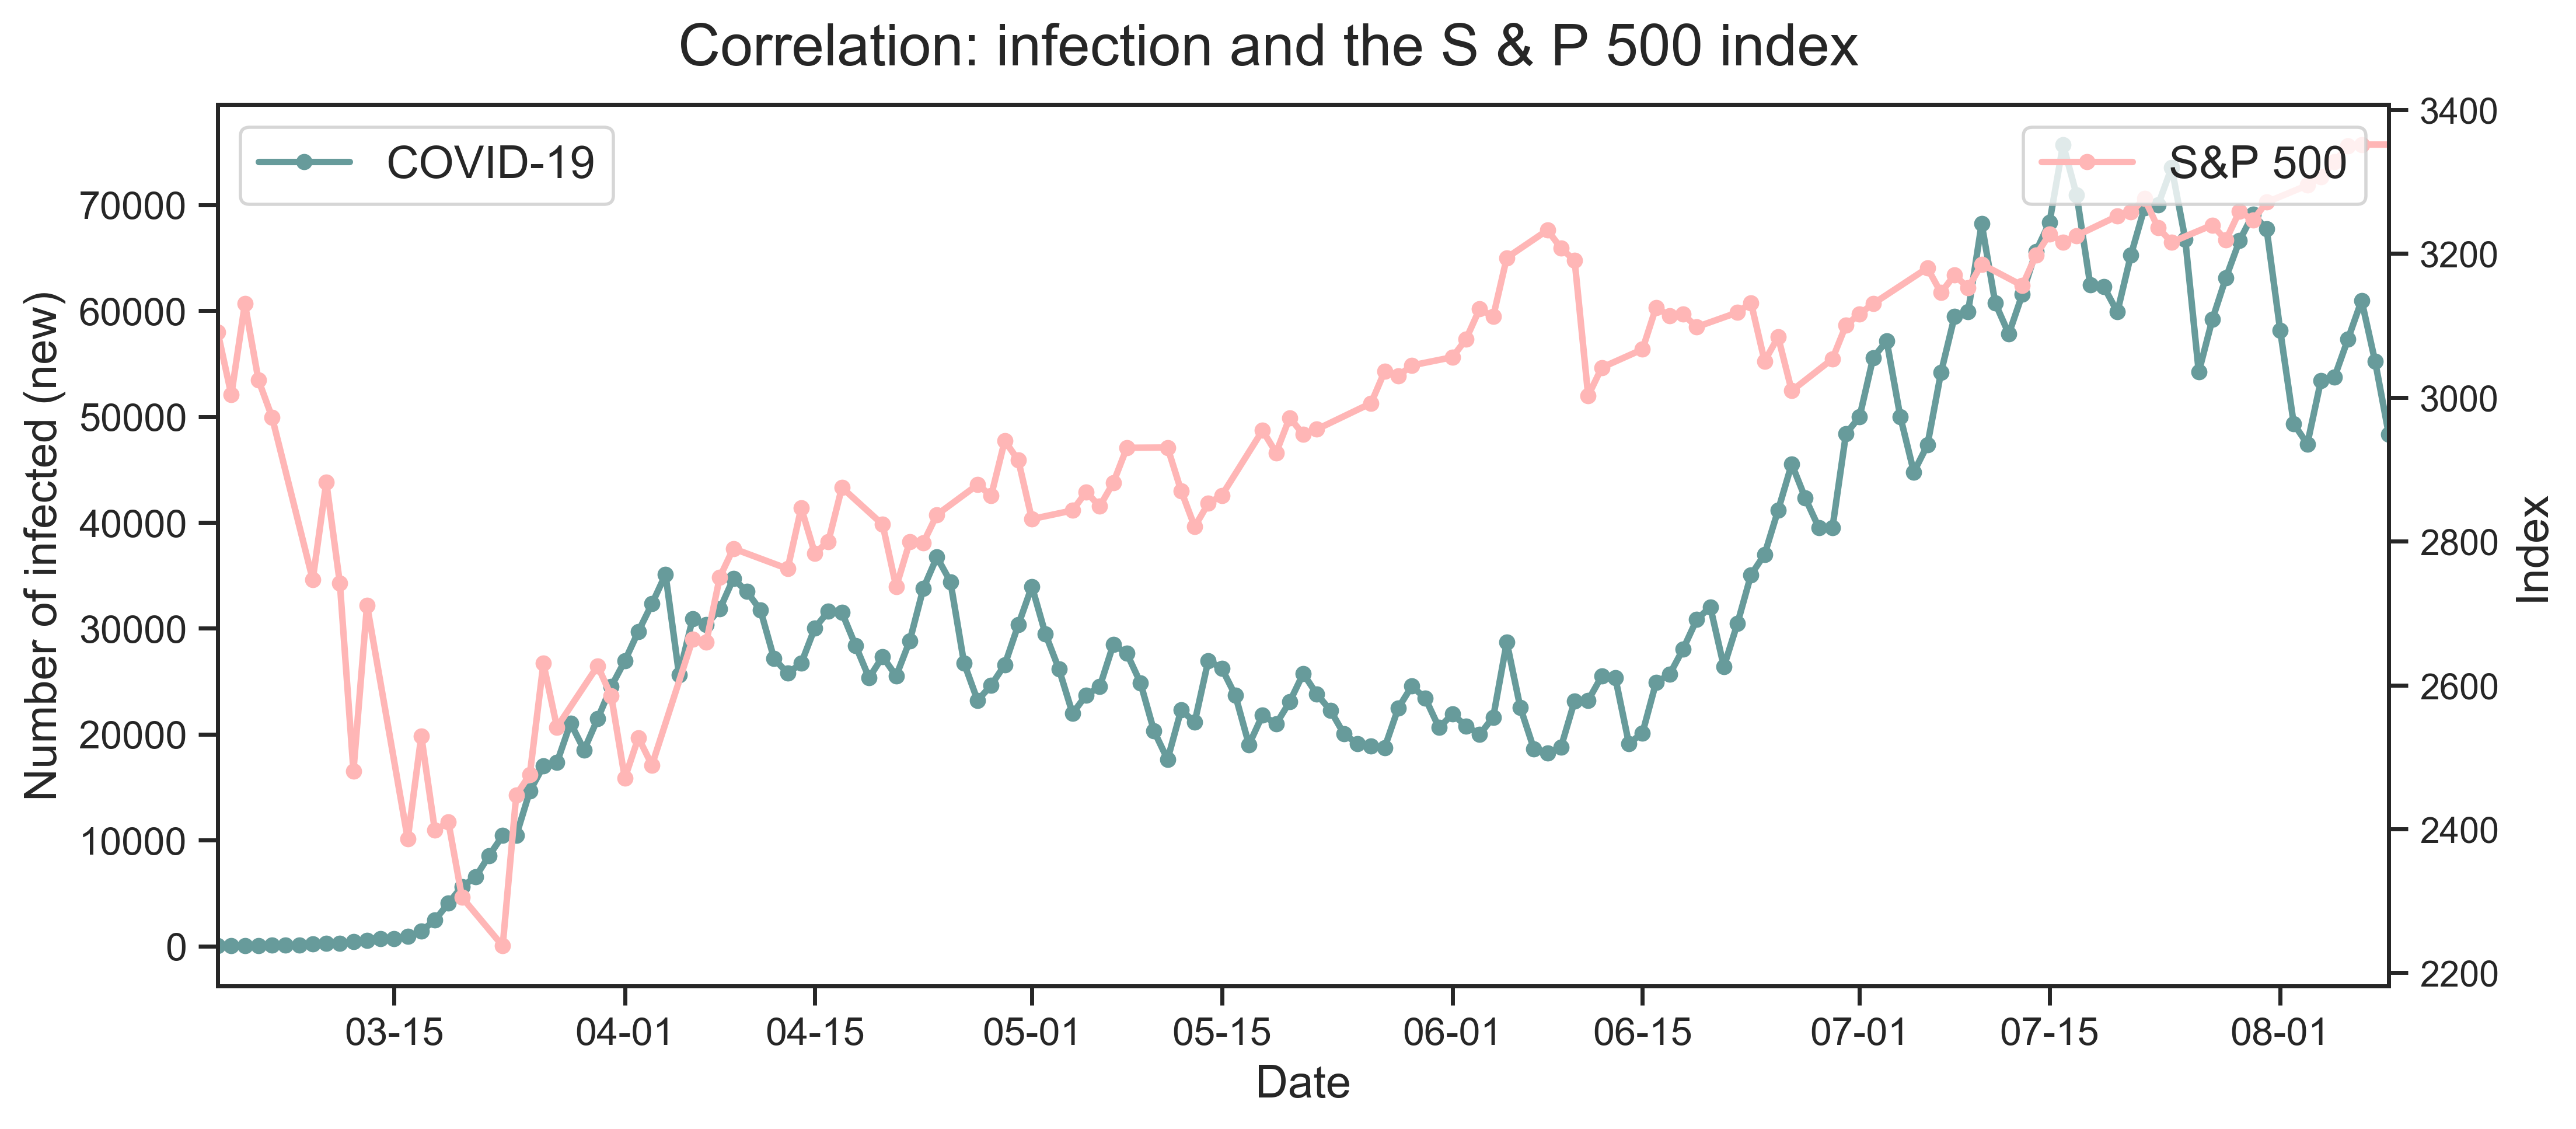 Correlation: infection and the S & P 500 index
COVID-19
S&P 500
Number of infected (new)
70000
60000
50000
40000
30000
20000
10000
0
3400
3200
3000
2800
2600
2400
2200
Index
03-15 04-01 04-15 05-01 05-15 06-01 06-15 07-01 07-15 08-01
Date